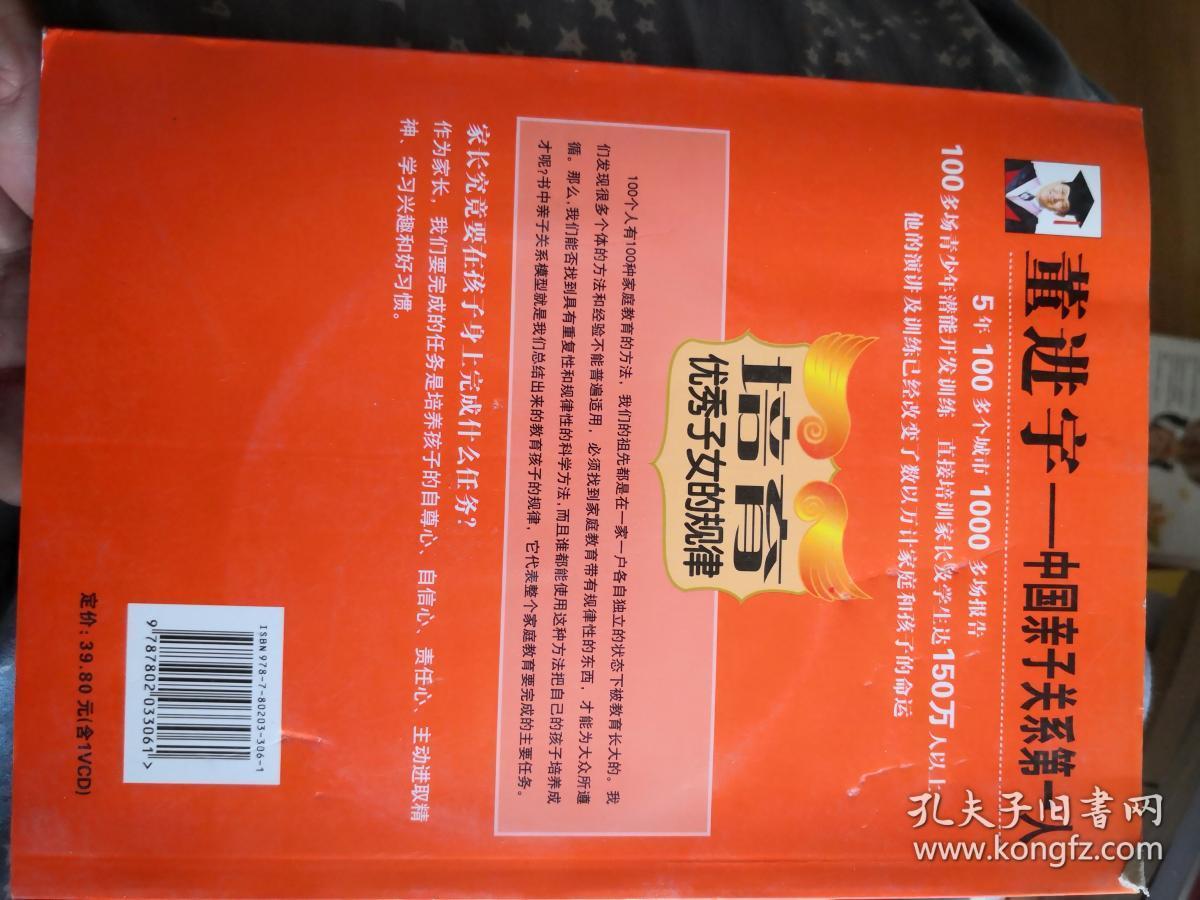 董进宇——中国亲子关系第一人
5年100多个城市1000多场报告
100多场青少年潜能开发训练 直接培训家长及学生达150万人以上
他的演讲及训练已经改变了数以万计家庭和孩子的命运
培育
优秀子女的规律
100个人有100种家庭教育的方法，我们的祖先都是在一家一户各自独立的状态下被教育长大的。我
们发现很多个体的方法和经验不能普遍适用，必须找到家庭教育带有规律性的东西，才能为大众所遵
循。那么，我们能否找到具有重复性和规律性的科学方法，而且谁都能使用这种方法把自己的孩子培养成
才呢？书中亲子关系模型就是我们总结出来的教育孩子的规律，它代表整个家庭教育要完成的主要任务。
家长究竟要在孩子身上完成什么任务？
作为家长，我们要完成的任务是培养孩子的自尊心、自信心、责任心、主动进取精
神、学习兴趣和好习惯。
ISBN 978-7-80203-306-1
9 787802 033061 >
定价：39.80元(含1VCD)
孔夫子旧书网
www.kongfz.com